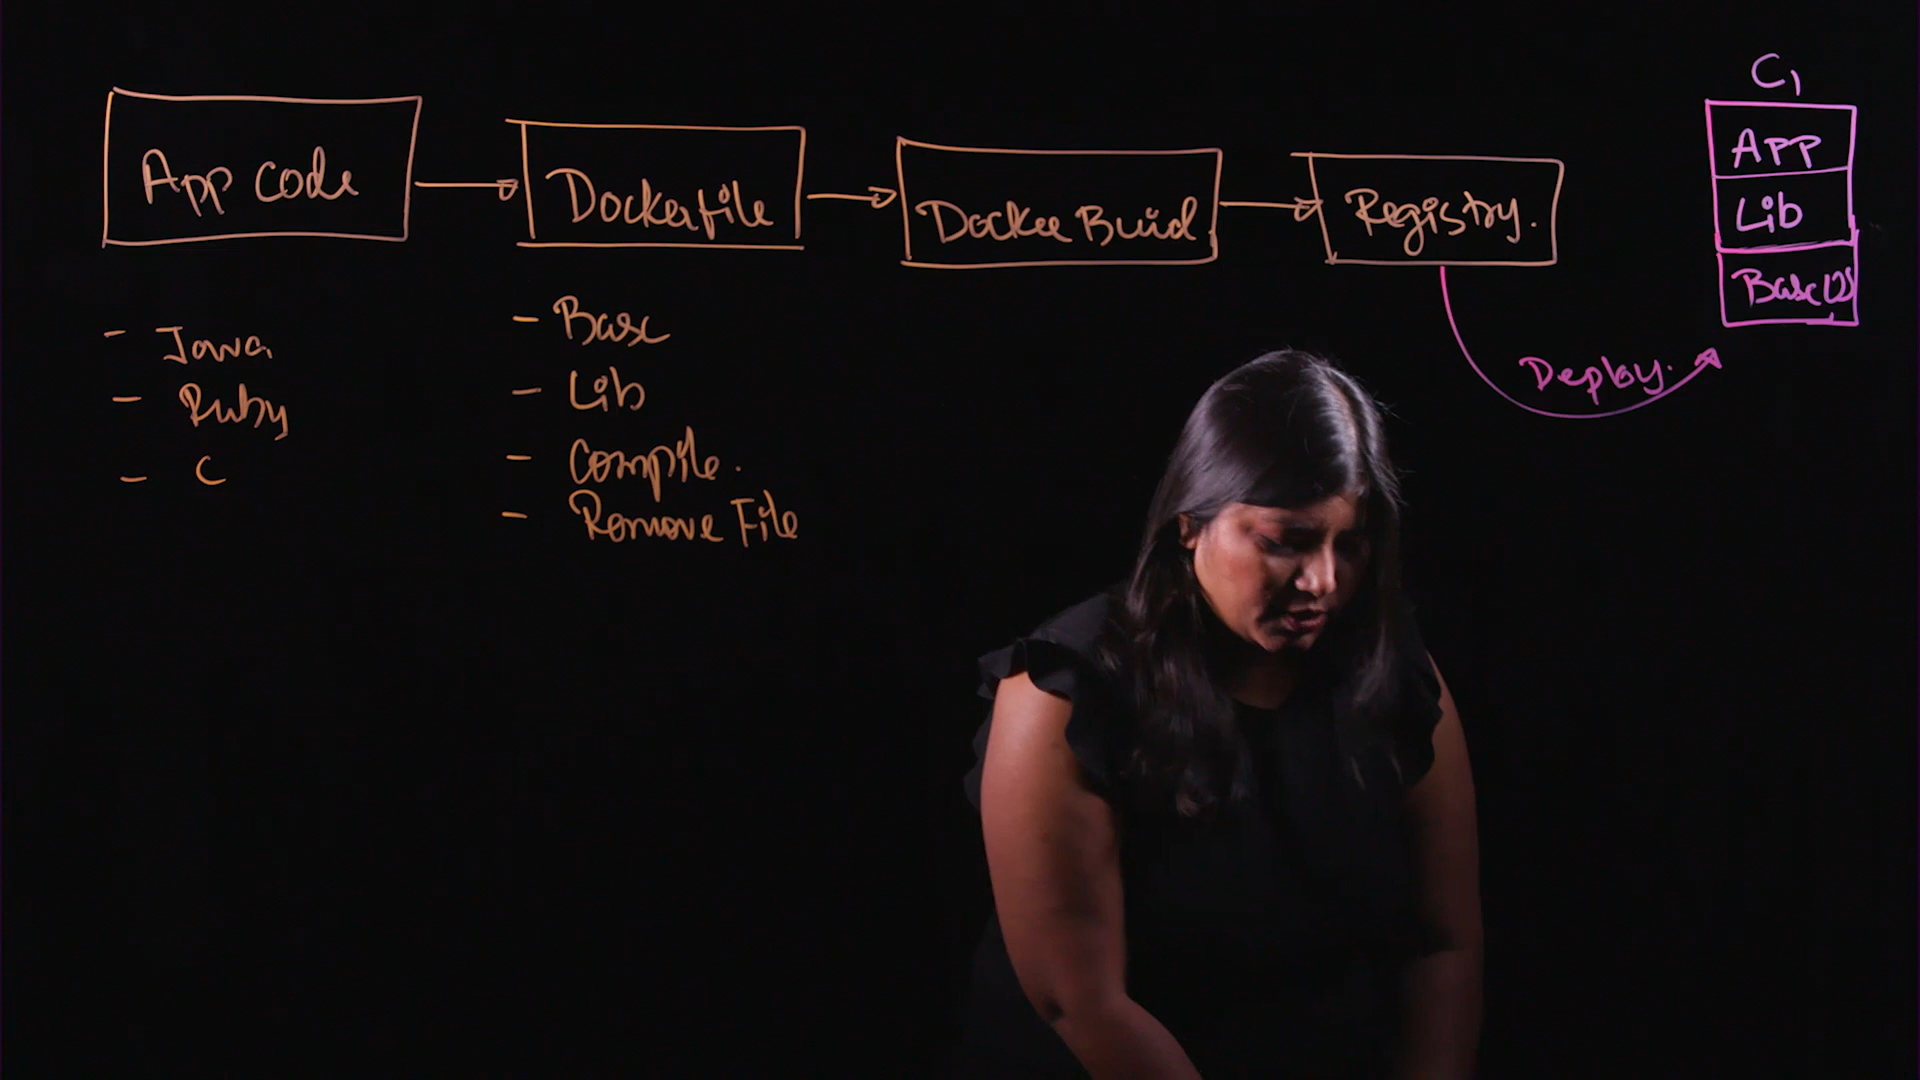 App code
Dockerfile
Docker Build
Registry.
C1
App
Lib
Base OS
Deploy.
- Java
- Ruby
- C
- Base
- Lib
- Compile.
- Remove File